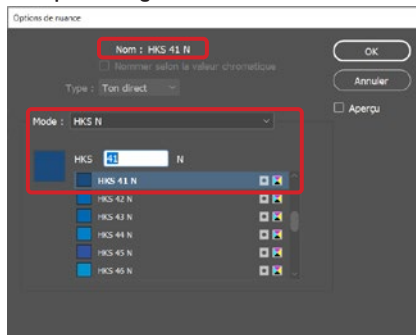 Options de nuance
Nom : HKS 41 N
Nommer selon la valeur chromatique
Type : Ton direct
OK
Annuler
Aperçu
Mode : HKS N
HKS 41 N
HKS 41 N
HKS 42 N
HKS 43 N
HKS 44 N
HKS 45 N
HKS 46 N